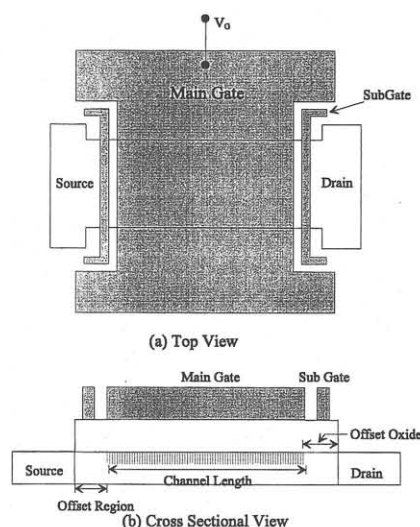 V_G
Main Gate
SubGate
Source
Drain
(a) Top View
Main Gate
Sub Gate
Offset Oxide
Source
Channel Length
Drain
Offset Region
(b) Cross Sectional View